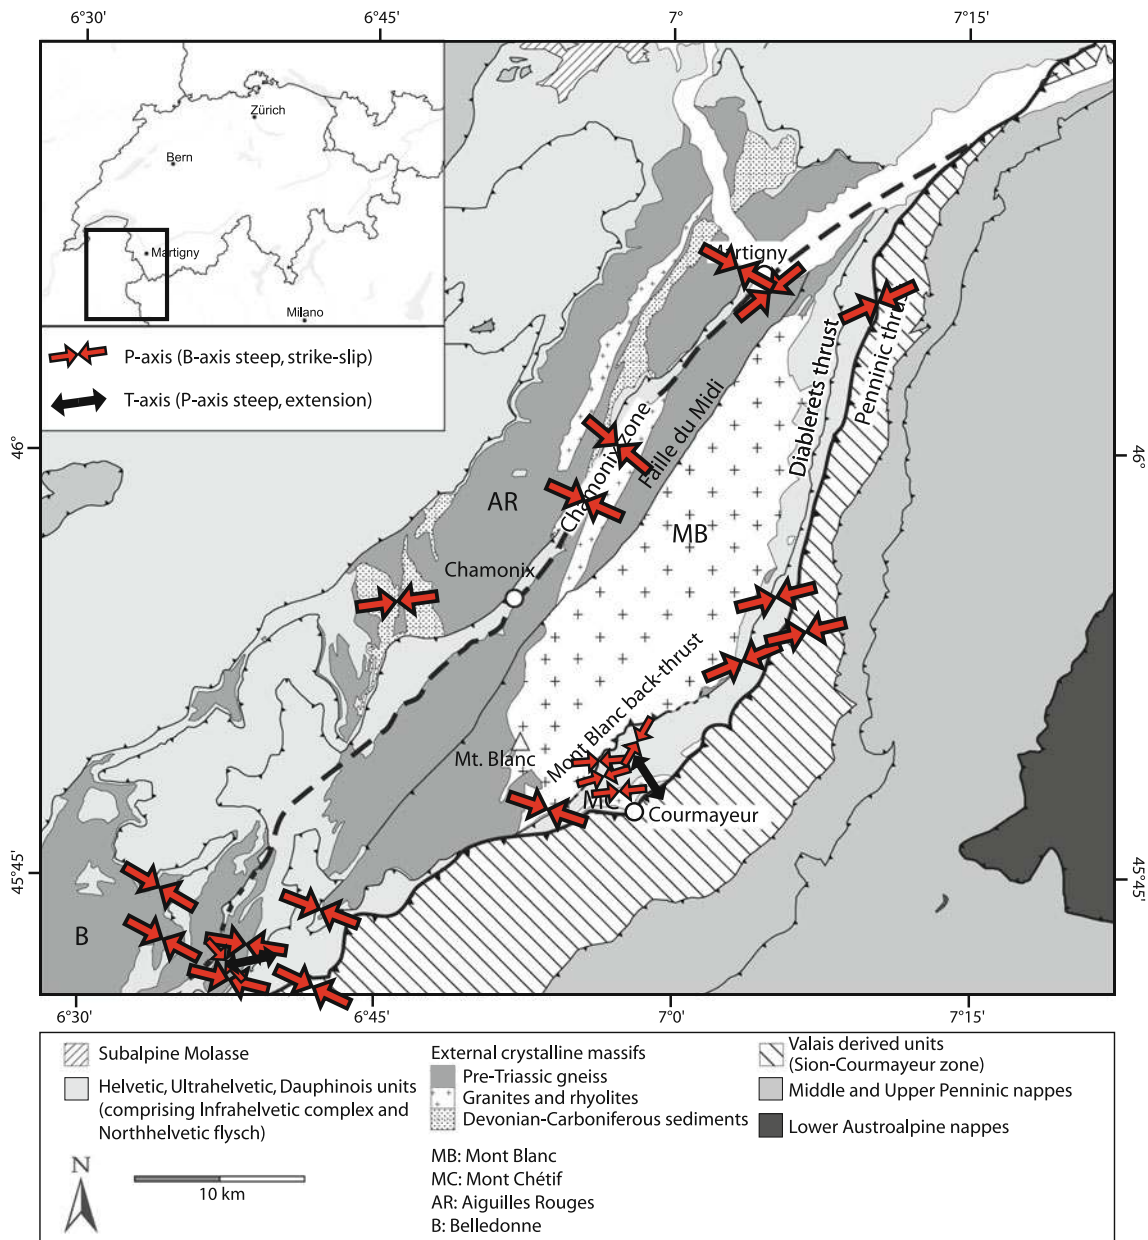 6°30'
6°45'
7°
7°15'
Zürich
Bern
Martigny
Milano
P-axis (B-axis steep, strike-slip)
T-axis (P-axis steep, extension)
Martigny
46°
46°
Diablerets thrust
Penninic thrust
Chamonix zone
Faille du Midi
AR
MB
Chamonix
Mont Blanc back-thrust
Mt. Blanc
MC
Courmayeur
45°45'
45°45'
B
6°30'
6°45'
7°0'
7°15'
Subalpine Molasse
Helvetic, Ultrahelvetic, Dauphinois units
(comprising Infrahelvetic complex and
Northhelvetic flysch)
N
10 km
External crystalline massifs
Pre-Triassic gneiss
Granites and rhyolites
Devonian-Carboniferous sediments
MB: Mont Blanc
MC: Mont Chétif
AR: Aiguilles Rouges
B: Belledonne
Valais derived units
(Sion-Courmayeur zone)
Middle and Upper Penninic nappes
Lower Austroalpine nappes